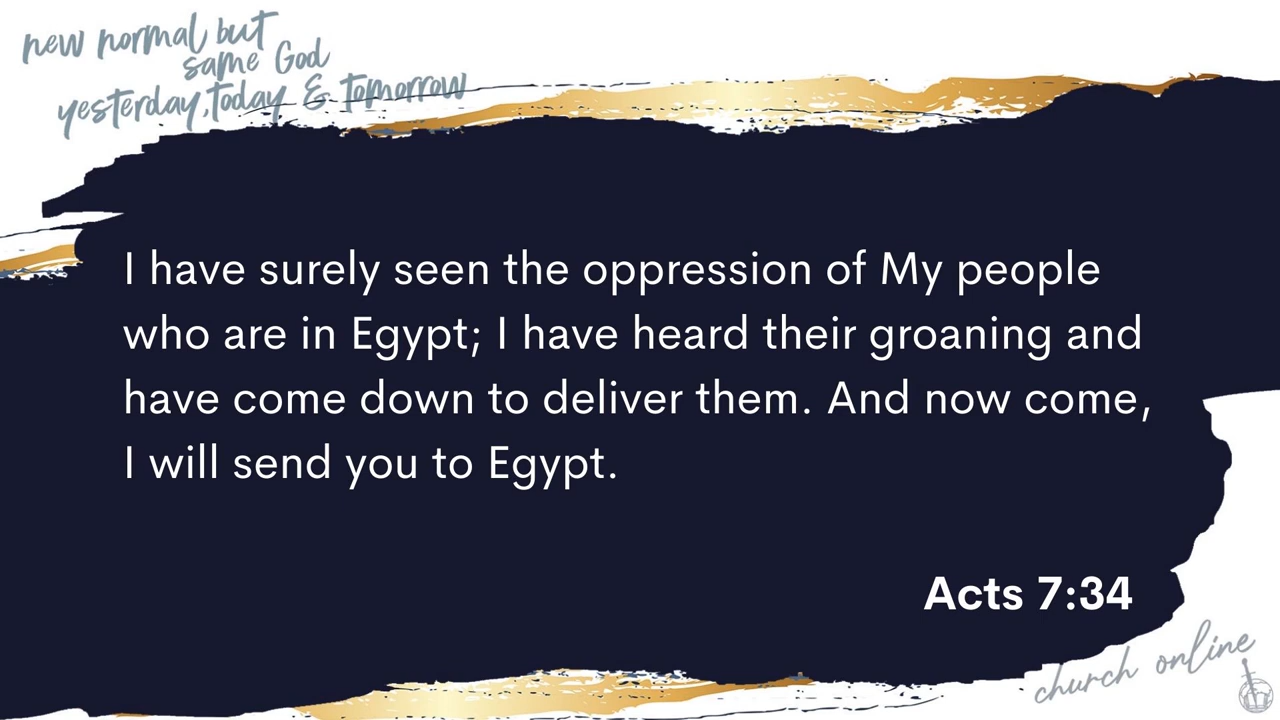 new normal but
same God
yesterday, today & tomorrow
I have surely seen the oppression of My people
who are in Egypt; I have heard their groaning and
have come down to deliver them. And now come,
I will send you to Egypt.
Acts 7:34
church online